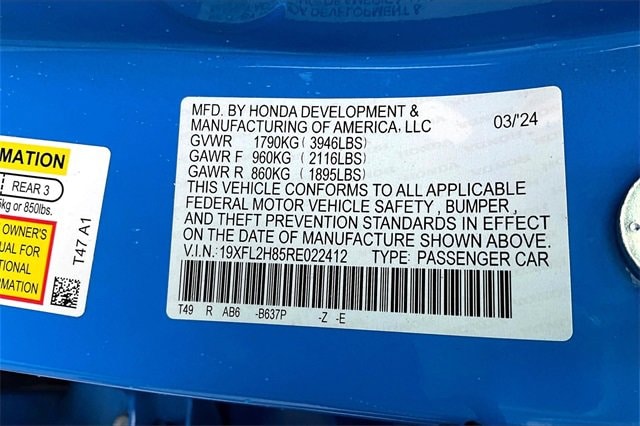 MFD. BY HONDA DEVELOPMENT &
MANUFACTURING OF AMERICA, LLC 03/'24
GVWR 1790KG ( 3946LBS)
GAWR F 960KG ( 2116LBS)
GAWR R 860KG ( 1895LBS)
THIS VEHICLE CONFORMS TO ALL APPLICABLE
FEDERAL MOTOR VEHICLE SAFETY , BUMPER ,
AND THEFT PREVENTION STANDARDS IN EFFECT
ON THE DATE OF MANUFACTURE SHOWN ABOVE.
V.I.N.: 19XFL2H85RE022412 TYPE: PASSENGER CAR
T49 R AB6 -B637P -Z -E
MATION
REAR 3
kg or 850lbs.
OWNER'S
UAL FOR
TIONAL
MATION
T47 A1